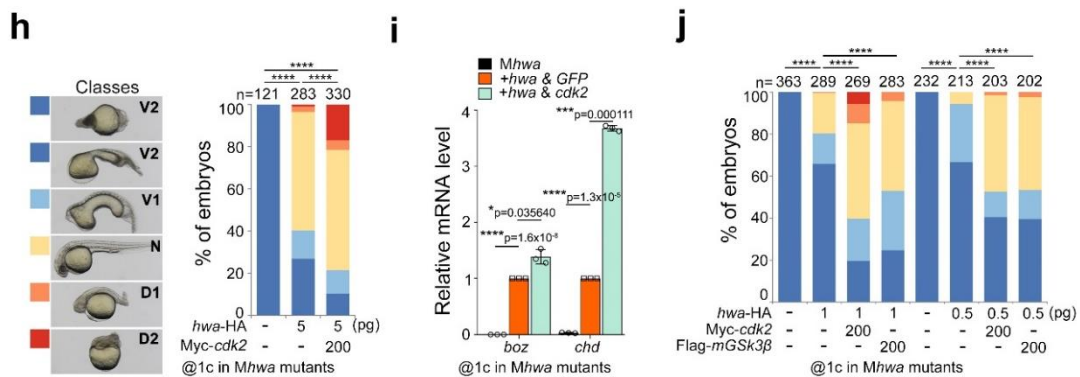 h
Classes
V2
V2
V1
N
D1
D2
****
**** ****
n=121 283 330
% of embryos
100
80
60
40
20
0
hwa-HA - 5 5 (pg)
Myc-cdk2 - - 200
@1c in Mhwa mutants
i
Mhwa
+hwa & GFP
+hwa & cdk2
Relative mRNA level
4
3
2
1
0
***
p=0.000111
****
p=1.3x10-5
*
p=0.035640
****
p=1.6x10-8
boz chd
@1c in Mhwa mutants
j
**** ****
**** **** **** ****
n= 363 289 269 283 232 213 203 202
% of embryos
100
80
60
40
20
0
hwa-HA - 1 1 1 - 0.5 0.5 0.5 (pg)
Myc-cdk2 - - 200 - - - 200 -
Flag-mGSk3β - - - 200 - - - 200
@1c in Mhwa mutants